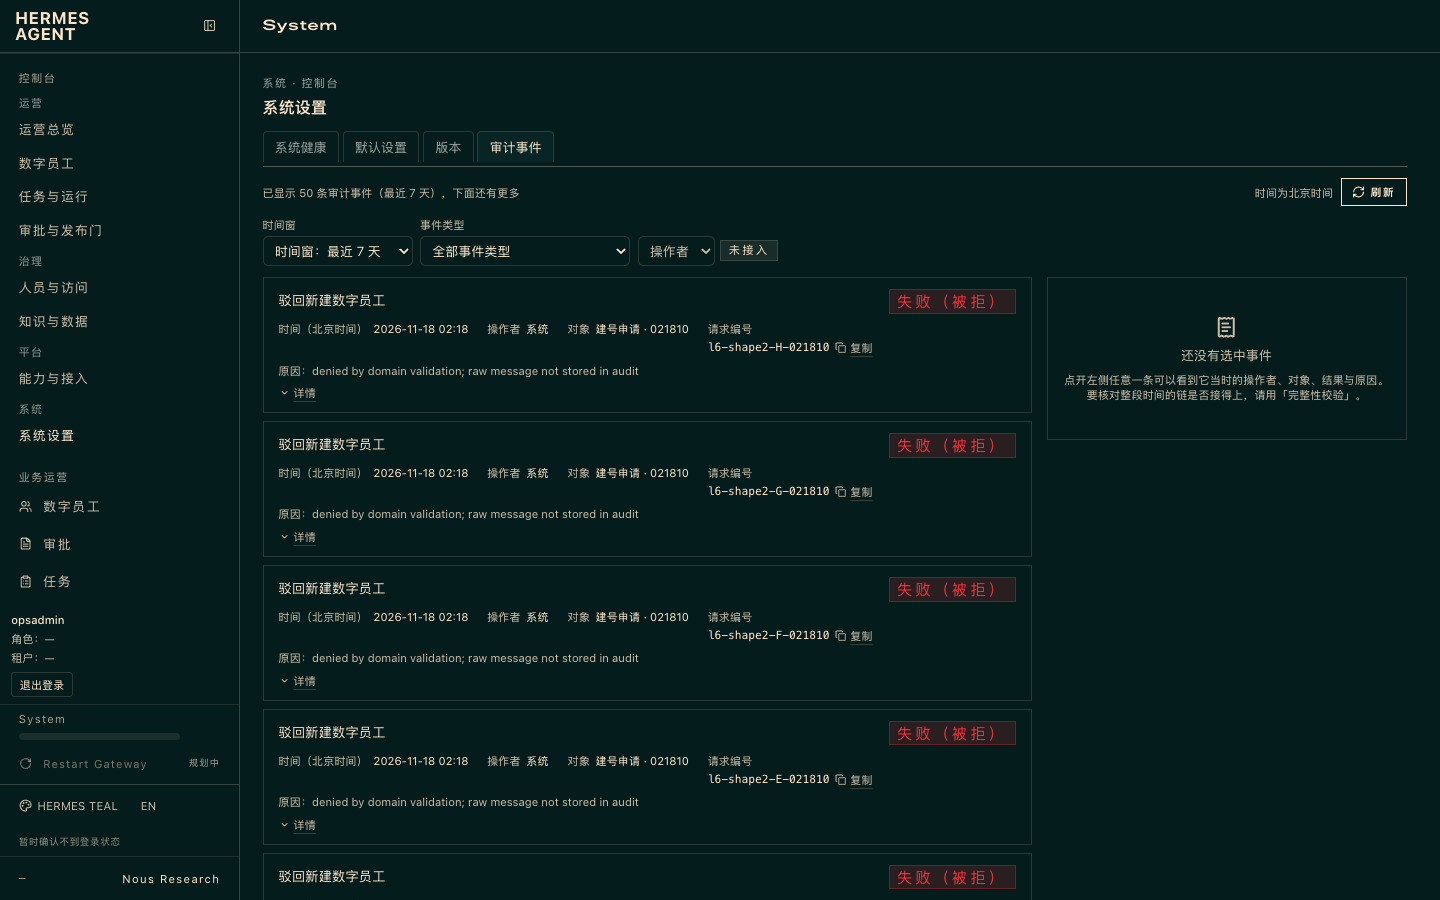 HERMES
AGENT
控制台
运营
运营总览
数字员工
任务与运行
审批与发布门
治理
人员与访问
知识与数据
平台
能力与接入
系统
系统设置
业务运营
数字员工
审批
任务
opsadmin
角色：—
租户：—
退出登录
System
Restart Gateway 规划中
HERMES TEAL EN
暂时确认不到登录状态
— Nous Research
System
系统 · 控制台
系统设置
系统健康 默认设置 版本 审计事件
已显示 50 条审计事件（最近 7 天），下面还有更多 时间为北京时间 刷新
时间窗 事件类型
时间窗：最近 7 天 全部事件类型 操作者 未接入
驳回新建数字员工 失败（被拒）
时间（北京时间） 2026-11-18 02:18 操作者 系统 对象 建号申请 · 021810 请求编号
l6-shape2-H-021810 复制
原因：denied by domain validation; raw message not stored in audit
详情
驳回新建数字员工 失败（被拒）
时间（北京时间） 2026-11-18 02:18 操作者 系统 对象 建号申请 · 021810 请求编号
l6-shape2-G-021810 复制
原因：denied by domain validation; raw message not stored in audit
详情
驳回新建数字员工 失败（被拒）
时间（北京时间） 2026-11-18 02:18 操作者 系统 对象 建号申请 · 021810 请求编号
l6-shape2-F-021810 复制
原因：denied by domain validation; raw message not stored in audit
详情
驳回新建数字员工 失败（被拒）
时间（北京时间） 2026-11-18 02:18 操作者 系统 对象 建号申请 · 021810 请求编号
l6-shape2-E-021810 复制
原因：denied by domain validation; raw message not stored in audit
详情
驳回新建数字员工 失败（被拒）
还没有选中事件
点开左侧任意一条可以看到它当时的操作者、对象、结果与原因。
要核对整段时间的链是否接得上，请用「完整性校验」。